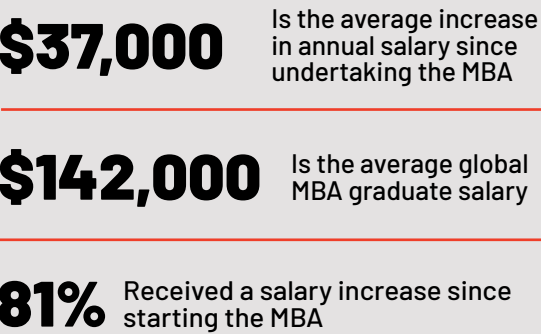 $37,000
Is the average increase
in annual salary since
undertaking the MBA
$142,000
Is the average global
MBA graduate salary
81%
Received a salary increase since
starting the MBA